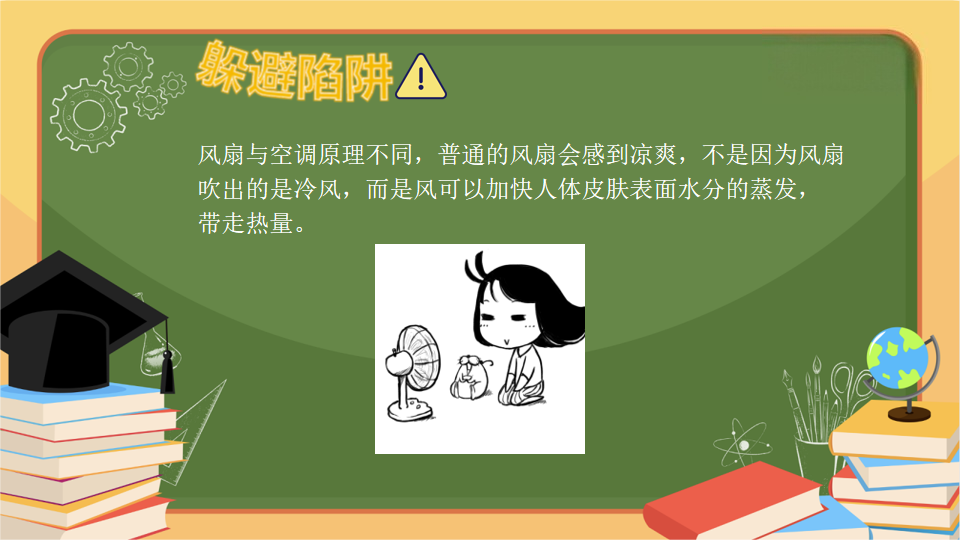 躲避陷阱
风扇与空调原理不同，普通的风扇会感到凉爽，不是因为风扇
吹出的是冷风，而是风可以加快人体皮肤表面水分的蒸发，
带走热量。